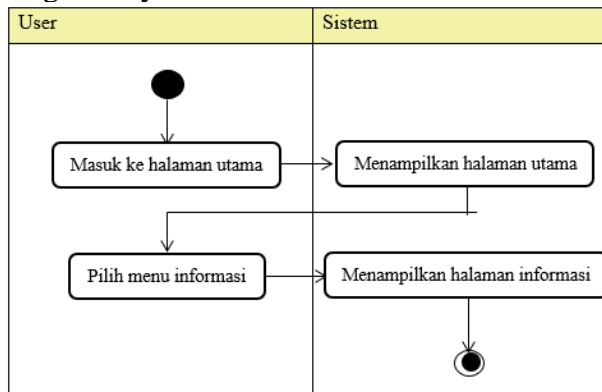 User
Sistem
Masuk ke halaman utama
Menampilkan halaman utama
Pilih menu informasi
Menampilkan halaman informasi